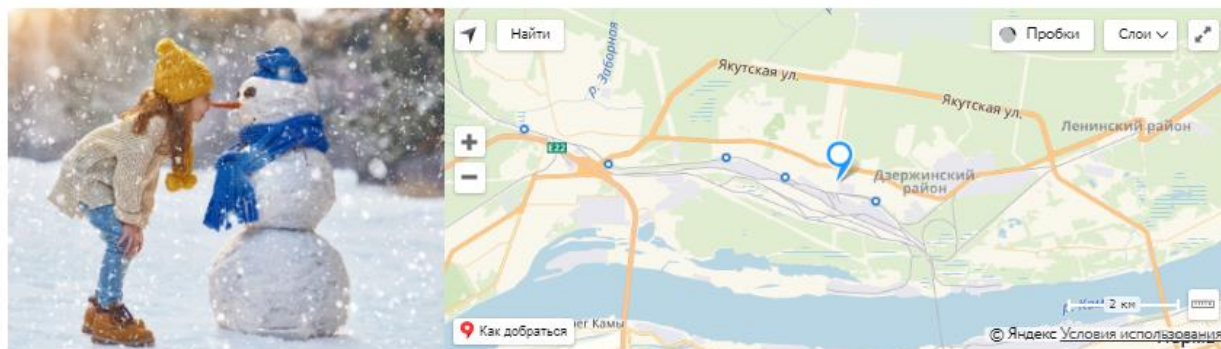 Найти
Пробки
Слои
р. Заборная
Якутская ул.
Якутская ул.
Ленинский район
E22
Дзержинский
район
2 км
Как добраться
© Яндекс Условия использования